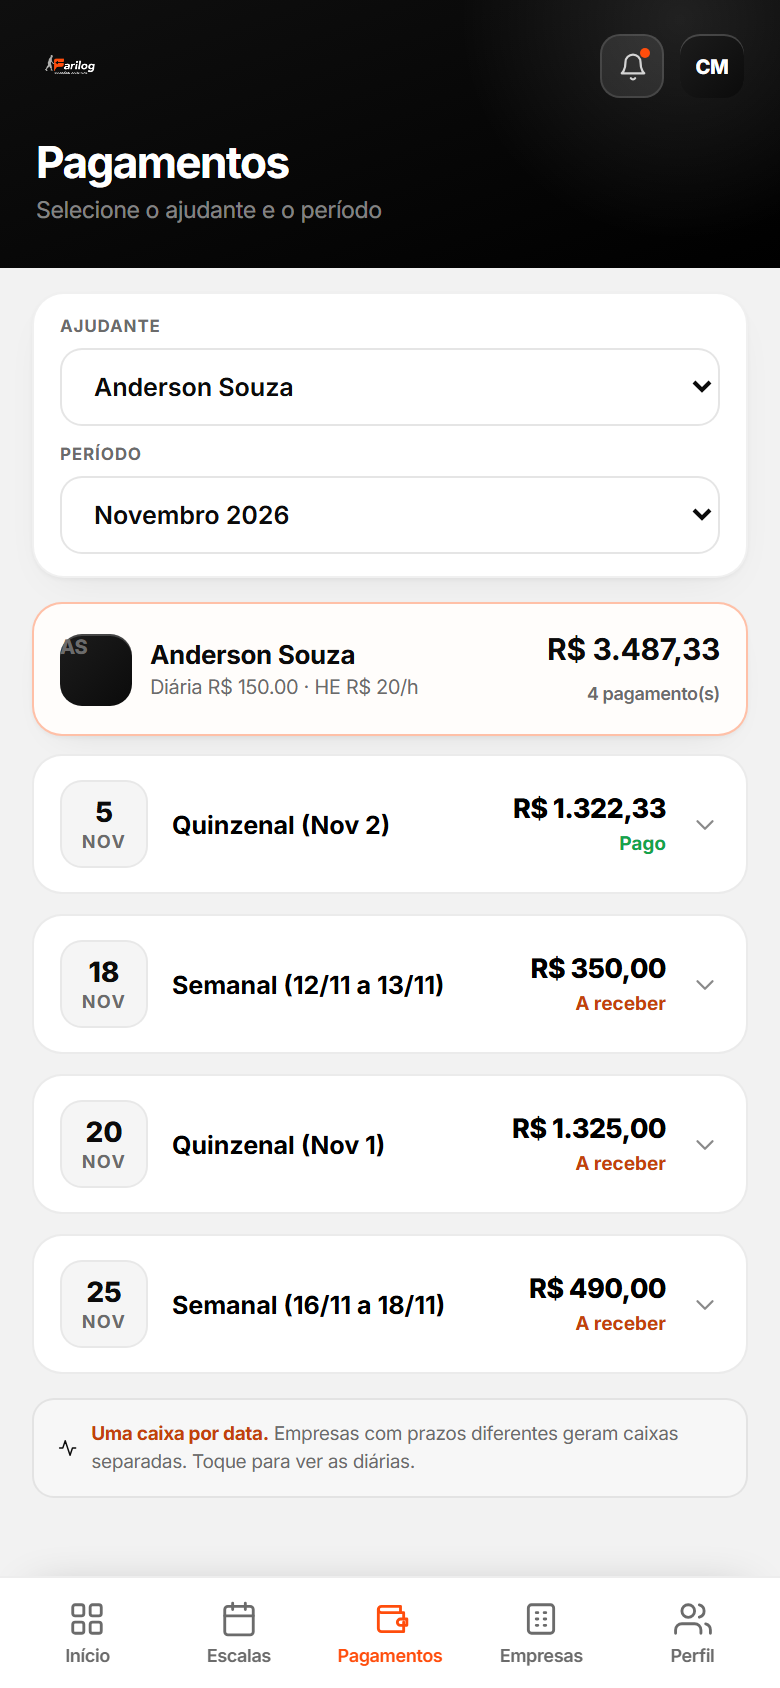 Farilog
CM
Pagamentos
Selecione o ajudante e o período
AJUDANTE
Anderson Souza
PERÍODO
Novembro 2026
AS
Anderson Souza
Diária R$ 150.00 · HE R$ 20/h
R$ 3.487,33
4 pagamento(s)
5
NOV
Quinzenal (Nov 2)
R$ 1.322,33
Pago
18
NOV
Semanal (12/11 a 13/11)
R$ 350,00
A receber
20
NOV
Quinzenal (Nov 1)
R$ 1.325,00
A receber
25
NOV
Semanal (16/11 a 18/11)
R$ 490,00
A receber
Uma caixa por data. Empresas com prazos diferentes geram caixas
separadas. Toque para ver as diárias.
Início
Escalas
Pagamentos
Empresas
Perfil